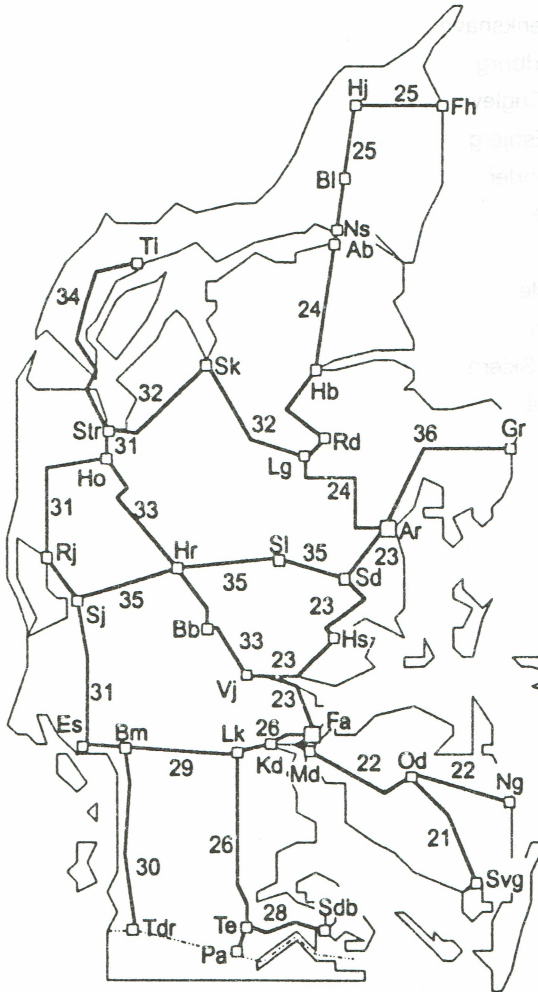 Hj 25 Fh
25
Bl
Ns
Ab
Tl
34
24
Sk
Hb
32
Str
32
Rd
36
Gr
31
Lg
Ho
24
31
33
Ar
Rj
Hr
Sl
35
23
Sj
35
35
Sd
23
Bb
Hs
33
23
Vj
23
31
Es
Bm
Lk
26
Fa
Kd
Md
29
22
Od
22
Ng
26
21
30
Svg
28
Sdb
Tdr
Te
Pa